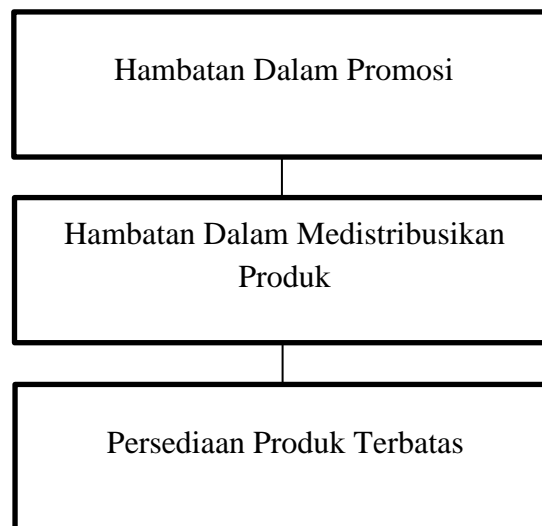 Hambatan Dalam Promosi
Hambatan Dalam Medistribusikan
Produk
Persediaan Produk Terbatas